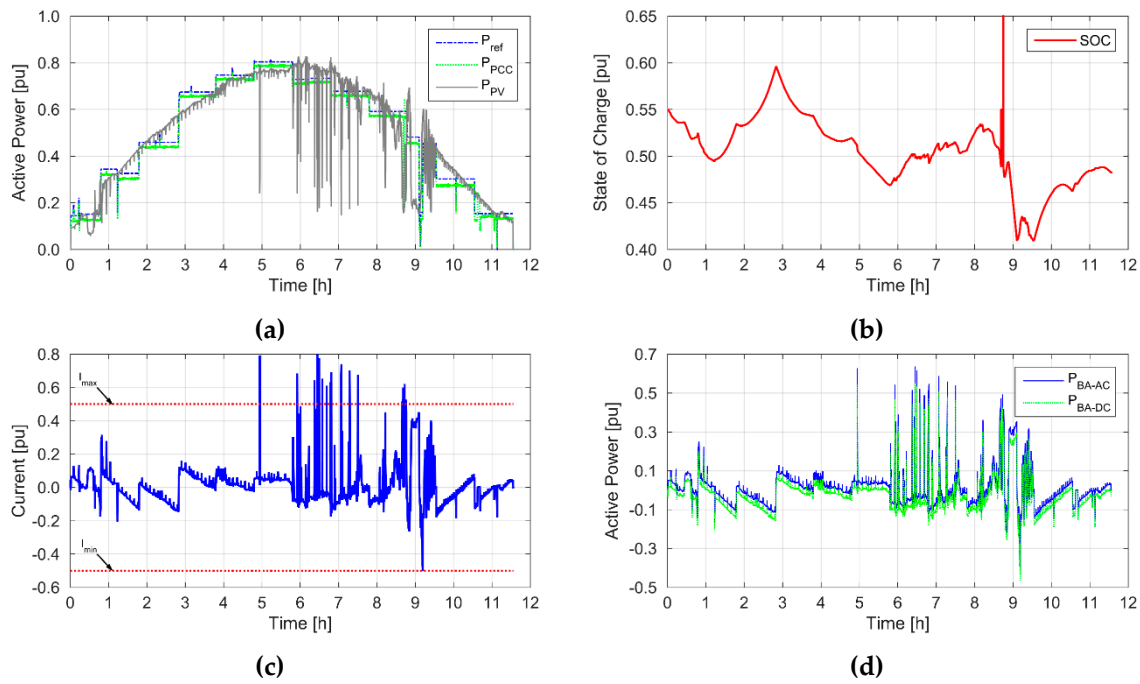 1.0
0.8
0.6
0.4
0.2
0.0
Active Power [pu]
P_ref
P_PCC
P_PV
0 1 2 3 4 5 6 7 8 9 10 11 12
Time [h]
(a)
0.65
0.60
0.55
0.50
0.45
0.40
State of Charge [pu]
SOC
0 1 2 3 4 5 6 7 8 9 10 11 12
Time [h]
(b)
0.8
0.6
0.4
0.2
0.0
-0.2
-0.4
-0.6
Current [pu]
I_max
I_min
0 1 2 3 4 5 6 7 8 9 10 11 12
Time [h]
(c)
0.7
0.5
0.3
0.1
-0.1
-0.3
-0.5
Active Power [pu]
P_BA-AC
P_BA-DC
0 1 2 3 4 5 6 7 8 9 10 11 12
Time [h]
(d)